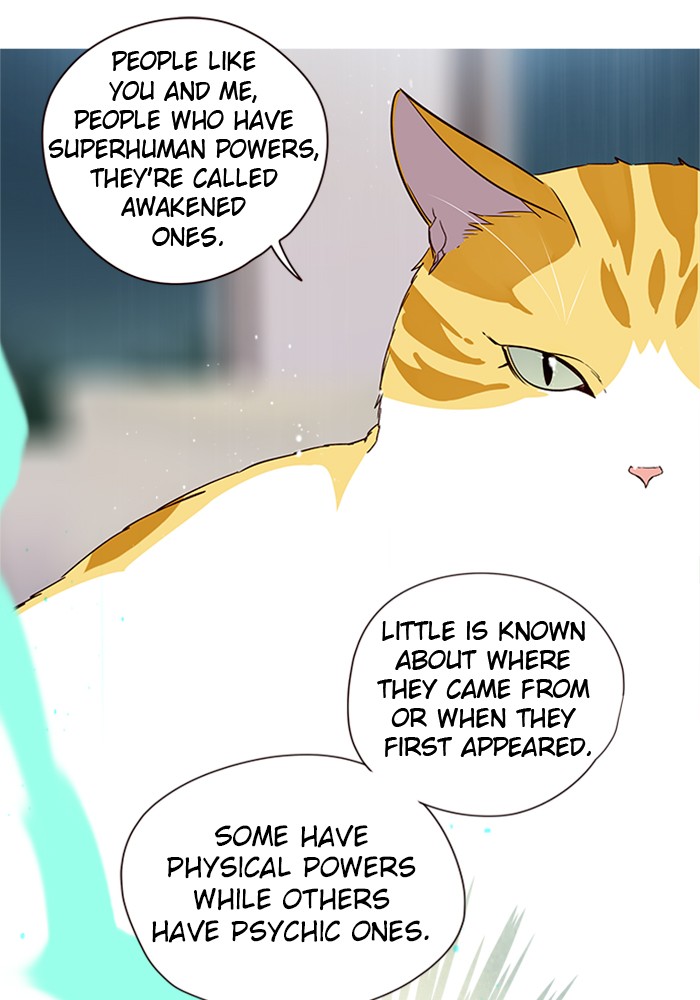 PEOPLE LIKE
YOU AND ME,
PEOPLE WHO HAVE
SUPERHUMAN POWERS,
THEY'RE CALLED
AWAKENED
ONES.
LITTLE IS KNOWN
ABOUT WHERE
THEY CAME FROM
OR WHEN THEY
FIRST APPEARED.
SOME HAVE
PHYSICAL POWERS
WHILE OTHERS
HAVE PSYCHIC ONES.